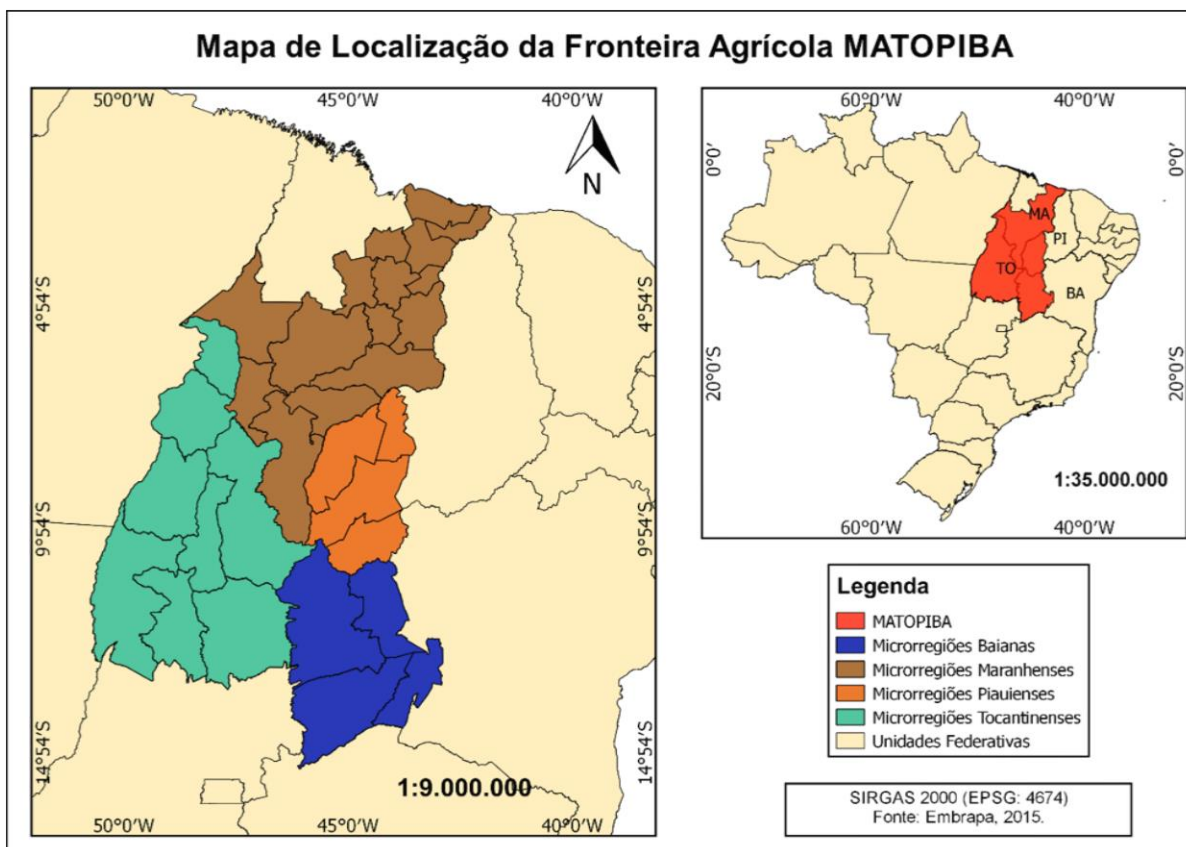 Mapa de Localização da Fronteira Agrícola MATOPIBA
50°0'W 45°0'W 40°0'W
N
4°54'S 4°54'S
9°54'S 9°54'S
14°54'S 14°54'S
1:9.000.000
50°0'W 45°0'W 40°0'W
60°0'W 40°0'W
0°0' 0°0'
MA
PI
TO
BA
20°0'S 20°0'S
1:35.000.000
60°0'W 40°0'W
Legenda
MATOPIBA
Microrregiões Baianas
Microrregiões Maranhenses
Microrregiões Piauienses
Microrregiões Tocantinenses
Unidades Federativas
SIRGAS 2000 (EPSG: 4674)
Fonte: Embrapa, 2015.